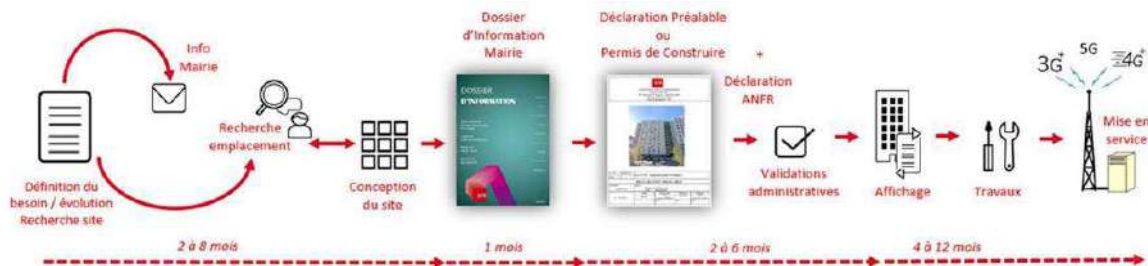 Info
Mairie
Définition du
besoin / évolution
Recherche site
Recherche
emplacement
Conception
du site
Dossier
d'Information
Mairie
DOSSIER
D'INFORMATION
Déclaration Préalable
ou
Permis de Construire
+
Déclaration
ANFR
Validations
administratives
Affichage
Travaux
3G+
5G
4G+
Mise en
service
2 à 8 mois
1 mois
2 à 6 mois
4 à 12 mois